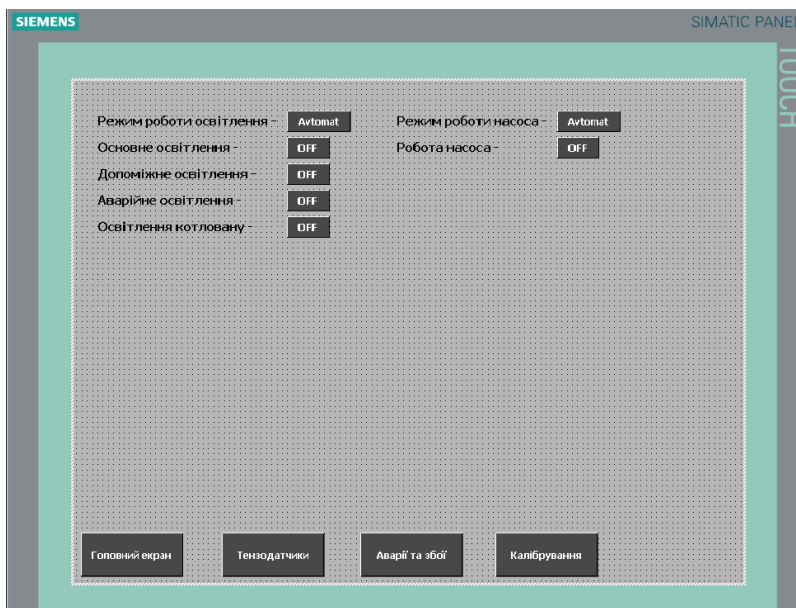 SIEMENS
SIMATIC PANEL
TOUCH
Режим роботи освітлення - Avtomat
Режим роботи насоса - Avtomat
Основне освітлення - OFF
Робота насоса - OFF
Допоміжне освітлення - OFF
Аварійне освітлення - OFF
Освітлення котловану - OFF
Головний екран
Тензодатчики
Аварії та збої
Калібрування